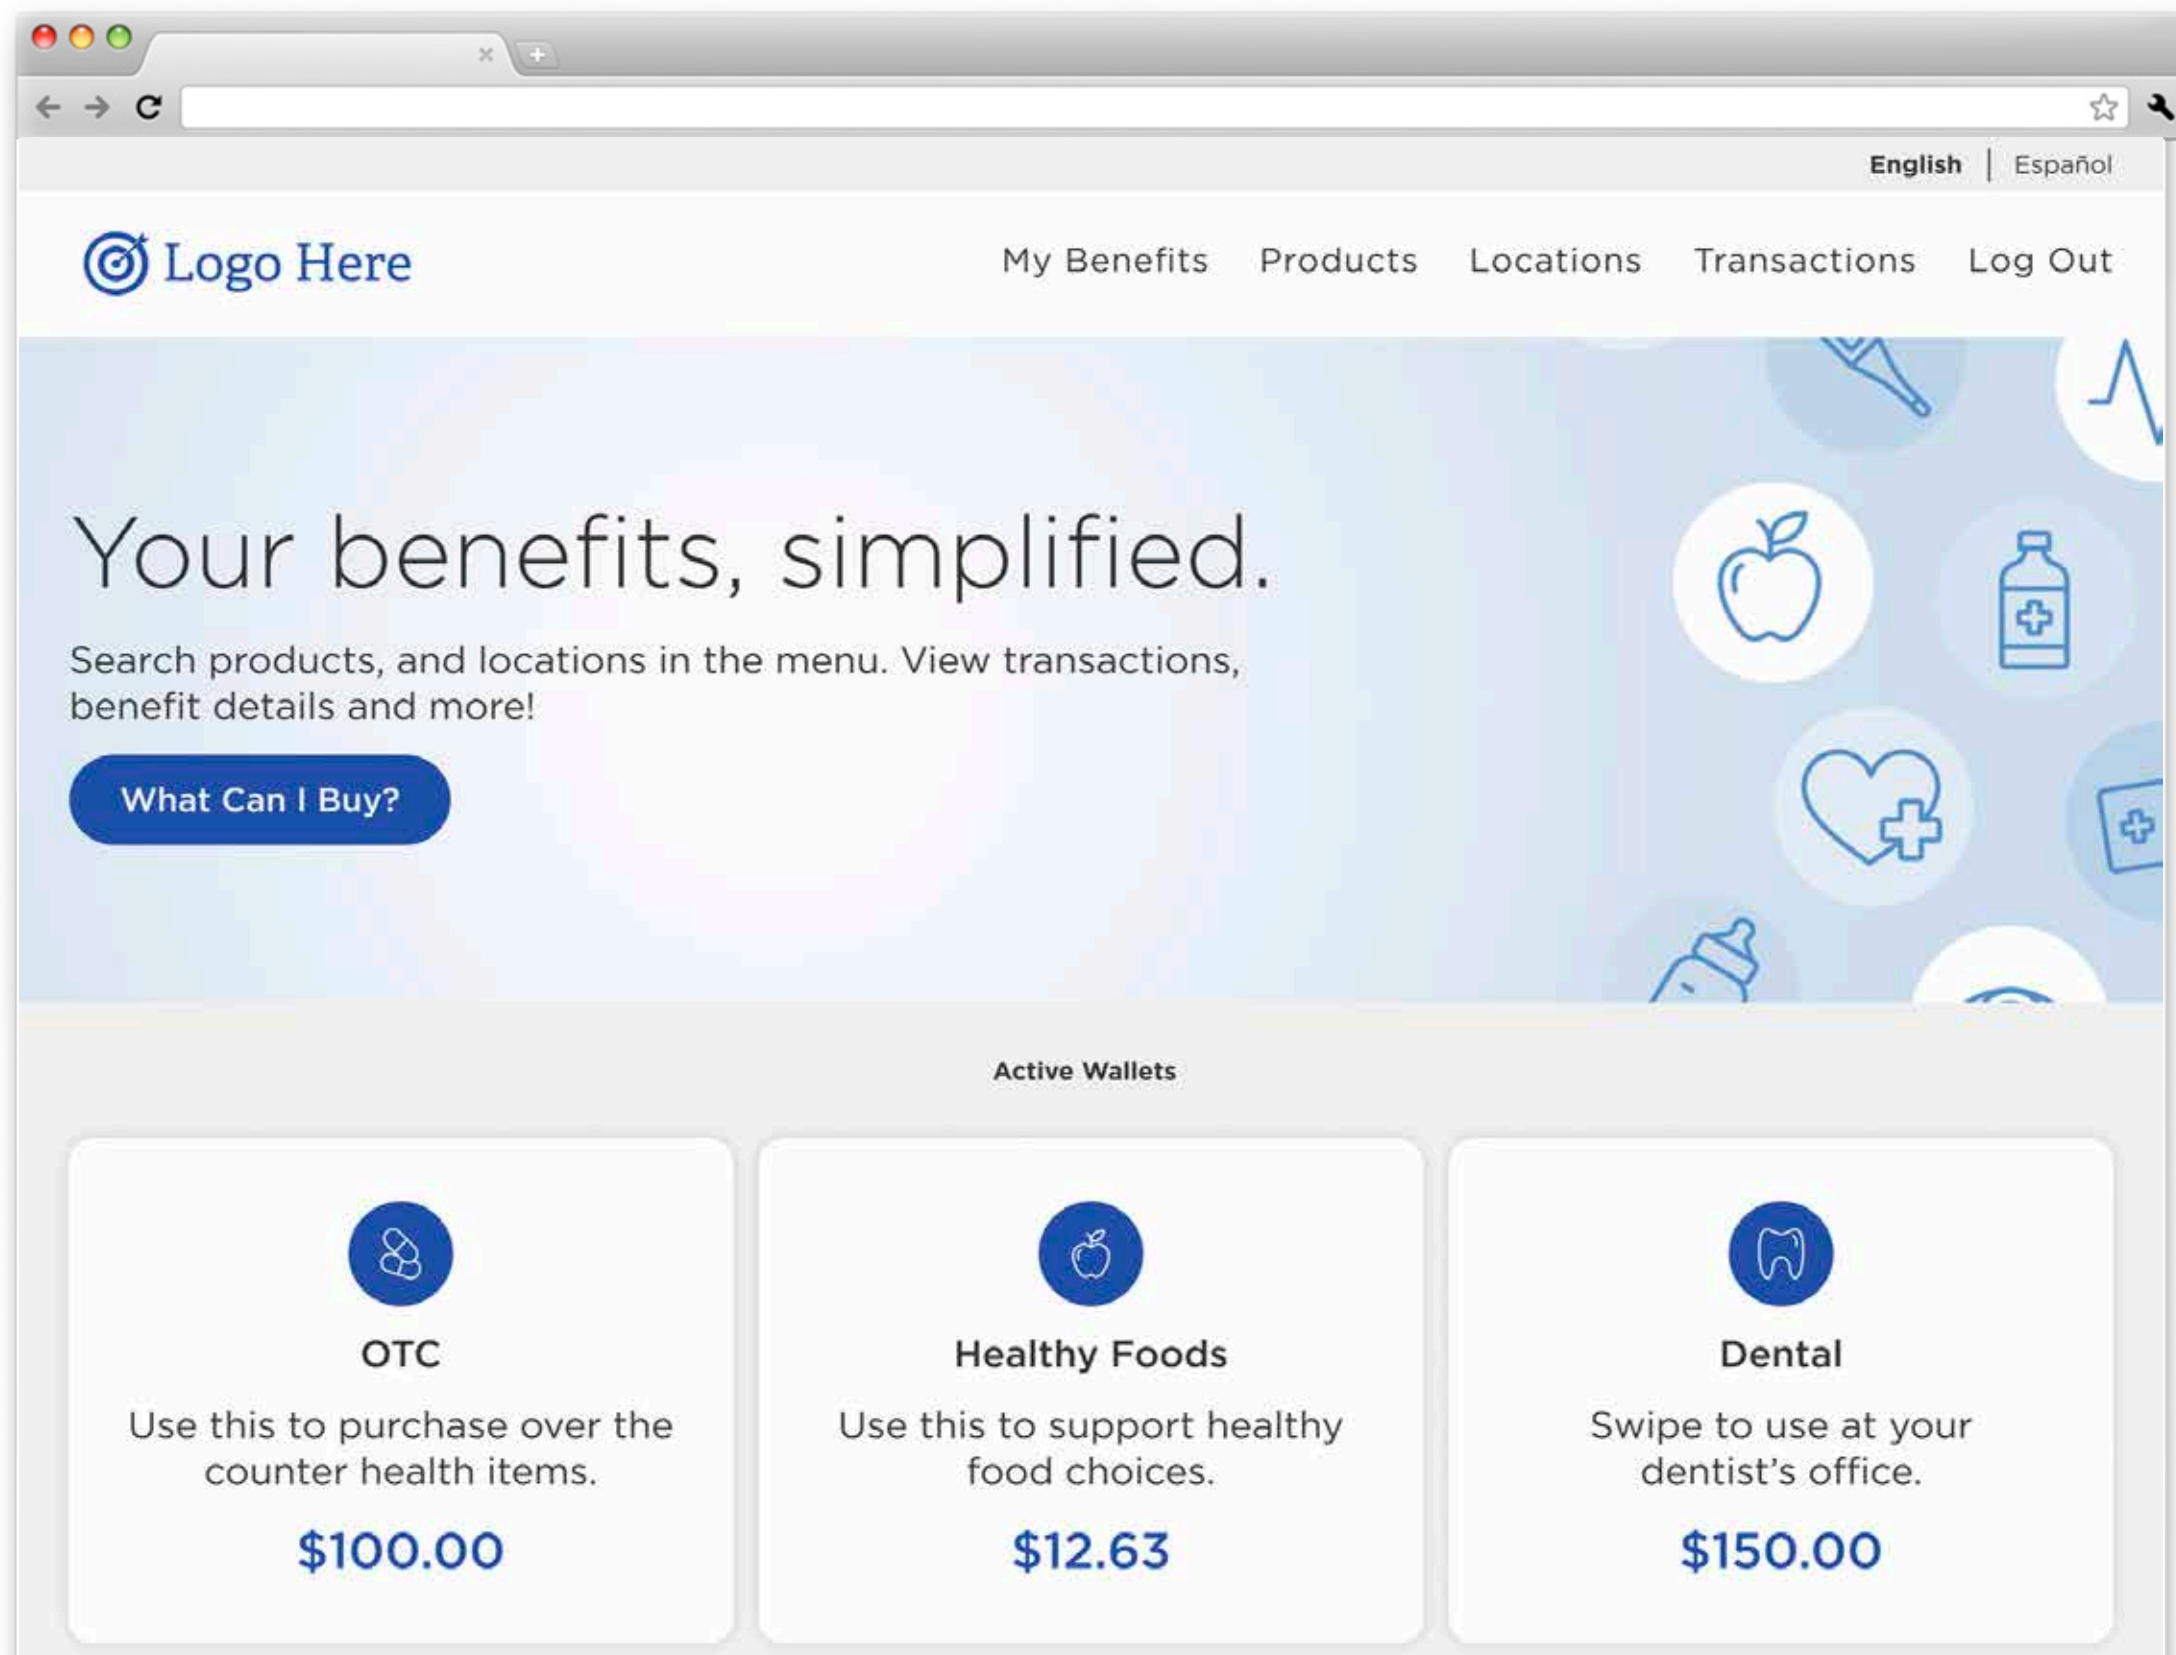 English | Español
Logo Here
My Benefits Products Locations Transactions Log Out
Your benefits, simplified.
Search products, and locations in the menu. View transactions,
benefit details and more!
What Can I Buy?
Active Wallets
OTC
Use this to purchase over the
counter health items.
$100.00
Healthy Foods
Use this to support healthy
food choices.
$12.63
Dental
Swipe to use at your
dentist's office.
$150.00